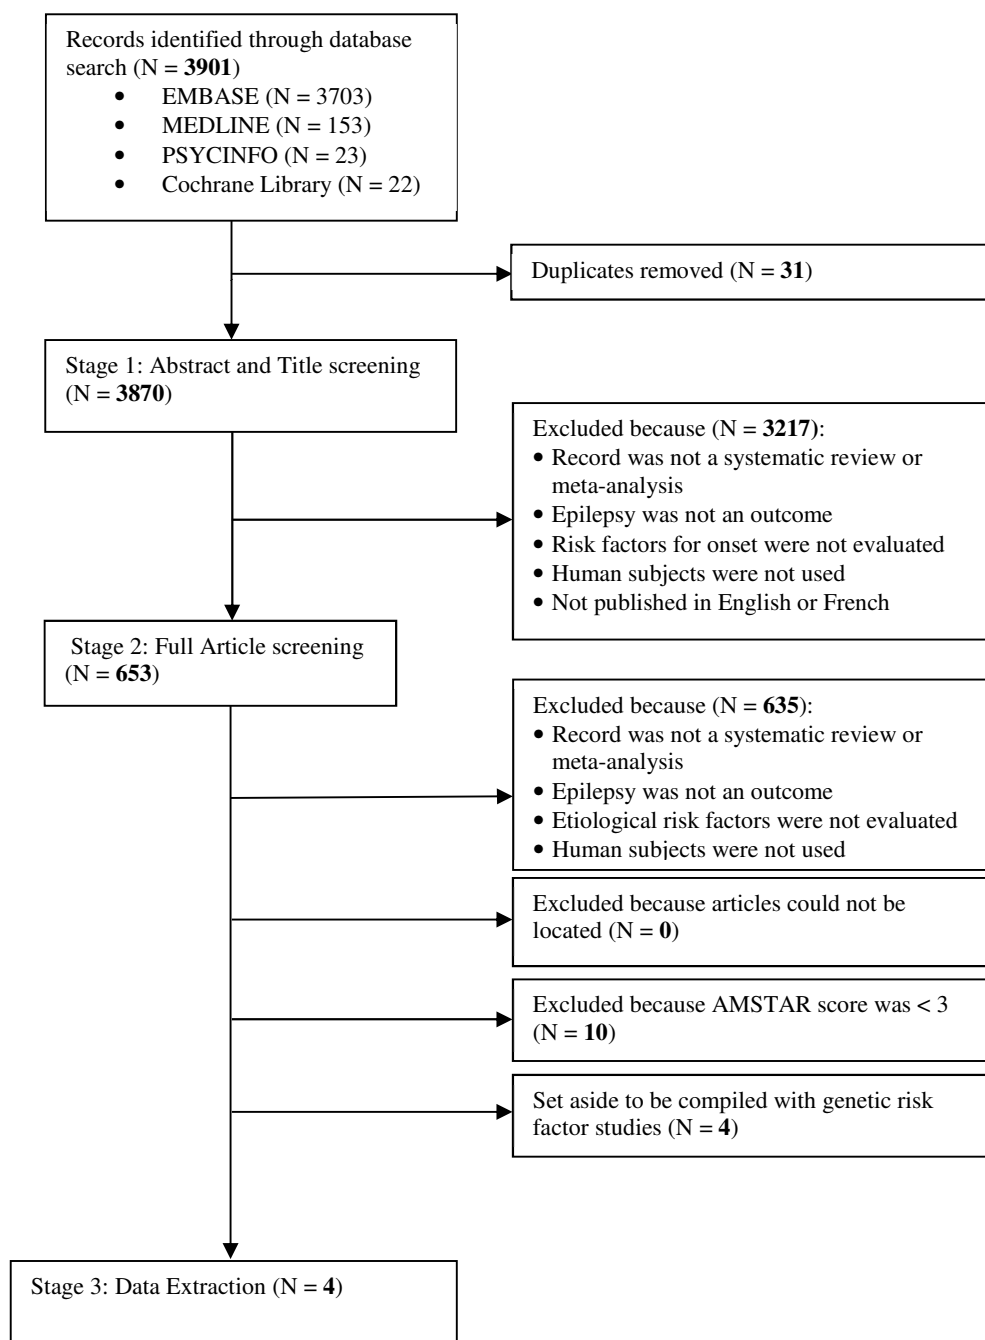 Records identified through database
search (N = 3901)
• EMBASE (N = 3703)
• MEDLINE (N = 153)
• PSYCINFO (N = 23)
• Cochrane Library (N = 22)
Duplicates removed (N = 31)
Stage 1: Abstract and Title screening
(N = 3870)
Excluded because (N = 3217):
• Record was not a systematic review or
meta-analysis
• Epilepsy was not an outcome
• Risk factors for onset were not evaluated
• Human subjects were not used
• Not published in English or French
Stage 2: Full Article screening
(N = 653)
Excluded because (N = 635):
• Record was not a systematic review or
meta-analysis
• Epilepsy was not an outcome
• Etiological risk factors were not evaluated
• Human subjects were not used
Excluded because articles could not be
located (N = 0)
Excluded because AMSTAR score was < 3
(N = 10)
Set aside to be compiled with genetic risk
factor studies (N = 4)
Stage 3: Data Extraction (N = 4)